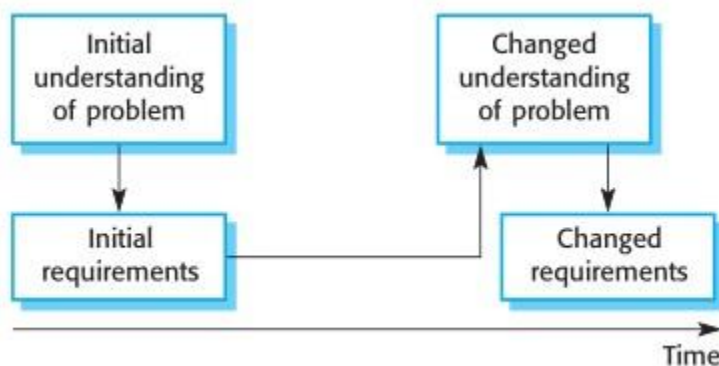 Initial
understanding
of problem
Changed
understanding
of problem
Initial
requirements
Changed
requirements
Time